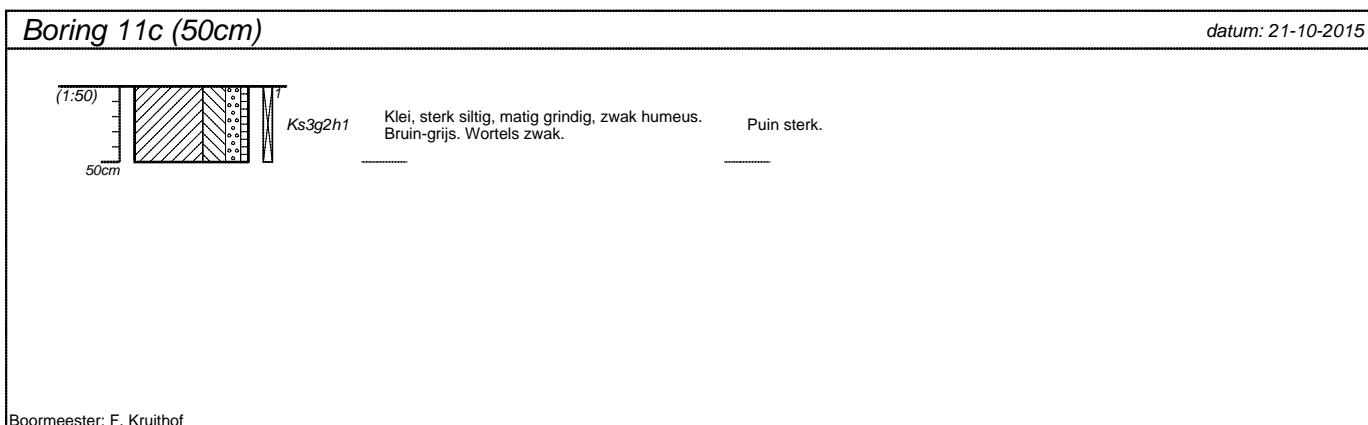 Boring 11c (50cm)
datum: 21-10-2015
(1:50)
1
Ks3g2h1
Klei, sterk siltig, matig grindig, zwak humeus.
Bruin-grijs. Wortels zwak.
Puin sterk.
50cm
Boormeester: F. Kruithof